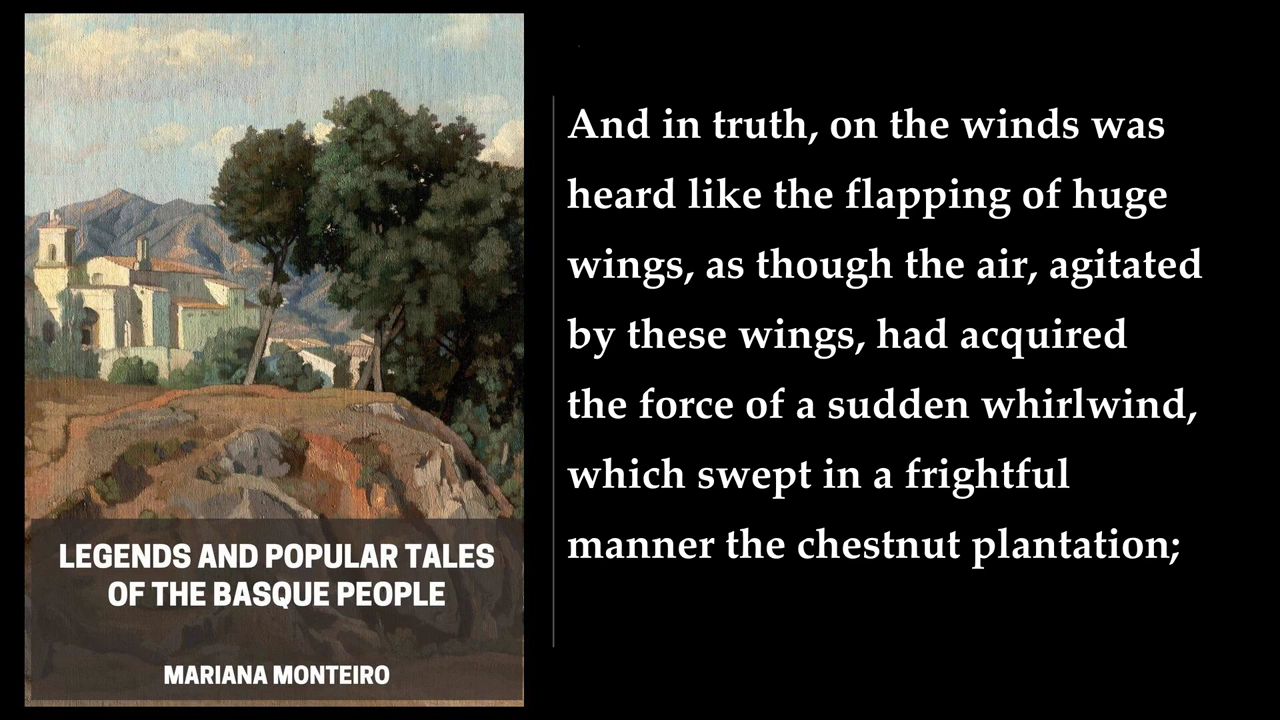 And in truth, on the winds was
heard like the flapping of huge
wings, as though the air, agitated
by these wings, had acquired
the force of a sudden whirlwind,
which swept in a frightful
manner the chestnut plantation;
LEGENDS AND POPULAR TALES
OF THE BASQUE PEOPLE
MARIANA MONTEIRO